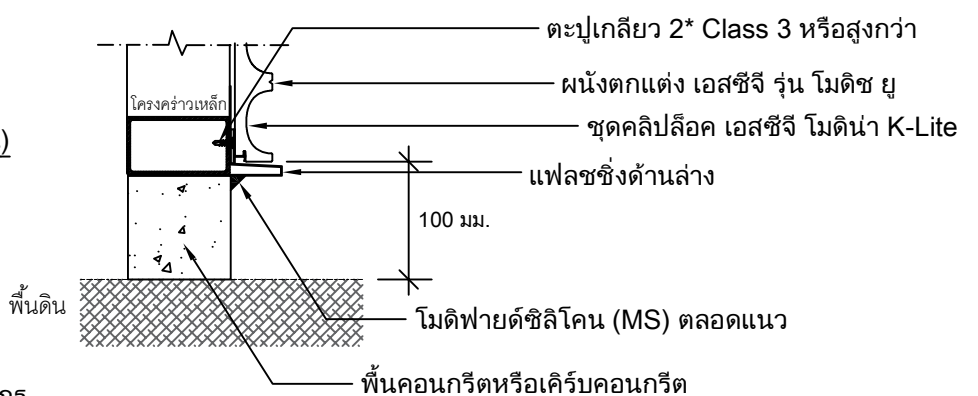 ตะปูเกลียว 2* Class 3 หรือสูงกว่า
ผนังตกแต่ง เอสซีจี รุ่น โมดิช ยู
โครงคร่าวเหล็ก
ชุดคลิปล็อค เอสซีจี โมดิน่า K-Lite
แฟลชชิ่งด้านล่าง
100 มม.
พื้นดิน
โมดิฟายด์ซิลิโคน (MS) ตลอดแนว
พื้นคอนกรีตหรือเคิร์บคอนกรีต